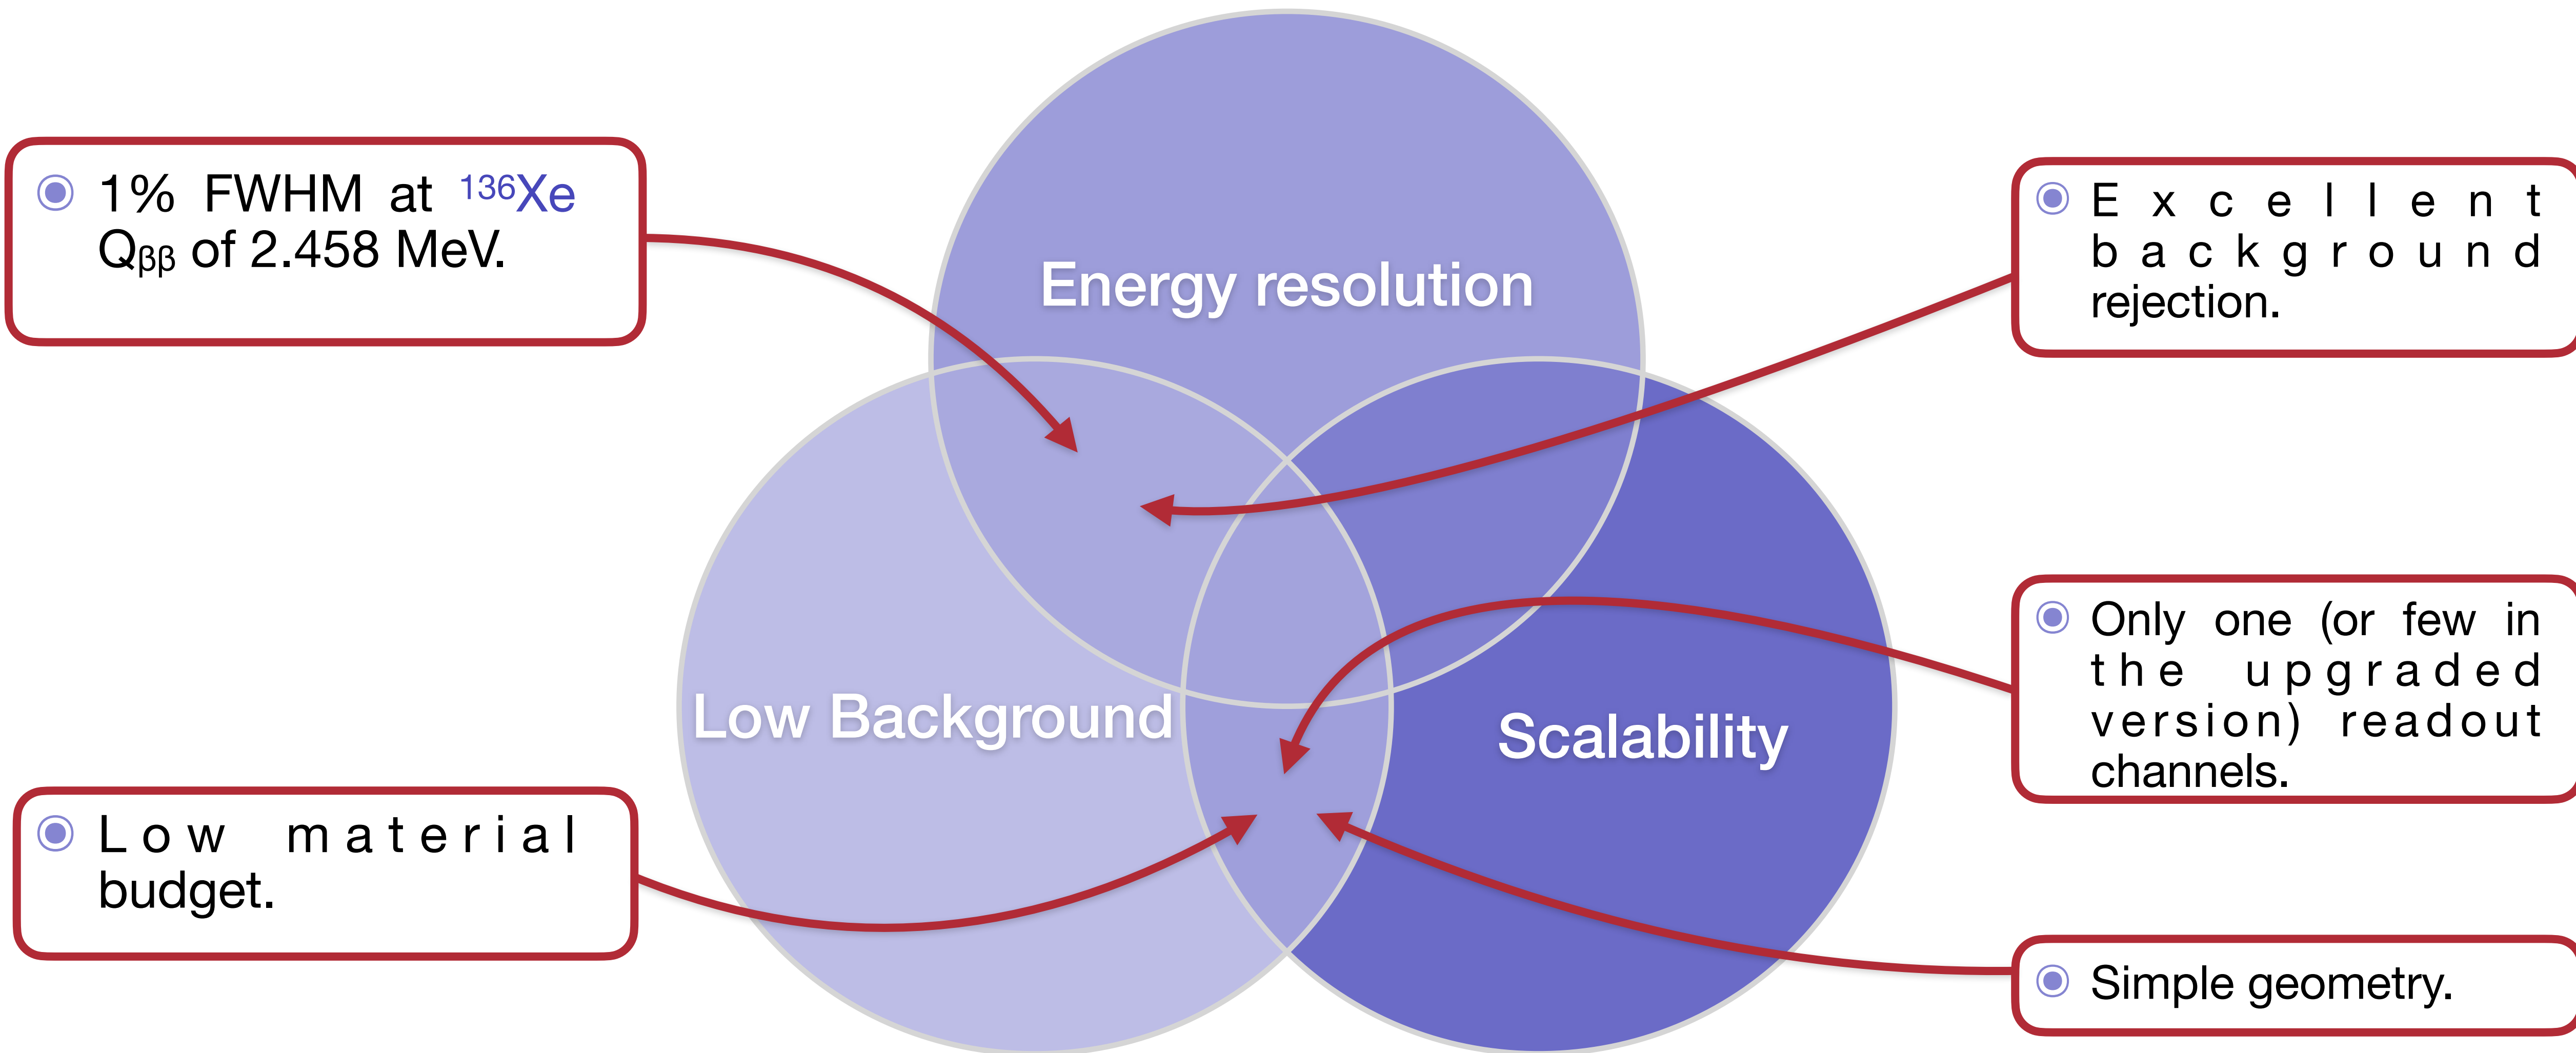 1% FWHM at ¹³⁶Xe
Qββ of 2.458 MeV.
Energy resolution
Excellent
background
rejection.
Only one (or few in
the upgraded
version) readout
channels.
Low Background
Scalability
Low material
budget.
Simple geometry.